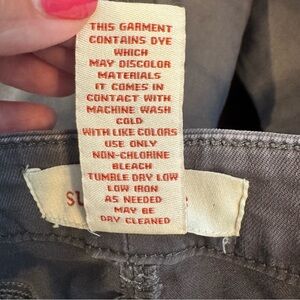 THIS GARMENT
CONTAINS DYE
WHICH
MAY DISCOLOR
MATERIALS
IT COMES IN
CONTACT WITH
MACHINE WASH
COLD
WITH LIKE COLORS
USE ONLY
NON-CHLORINE
BLEACH
TUMBLE DRY LOW
LOW IRON
AS NEEDED
MAY BE
DRY CLEANED